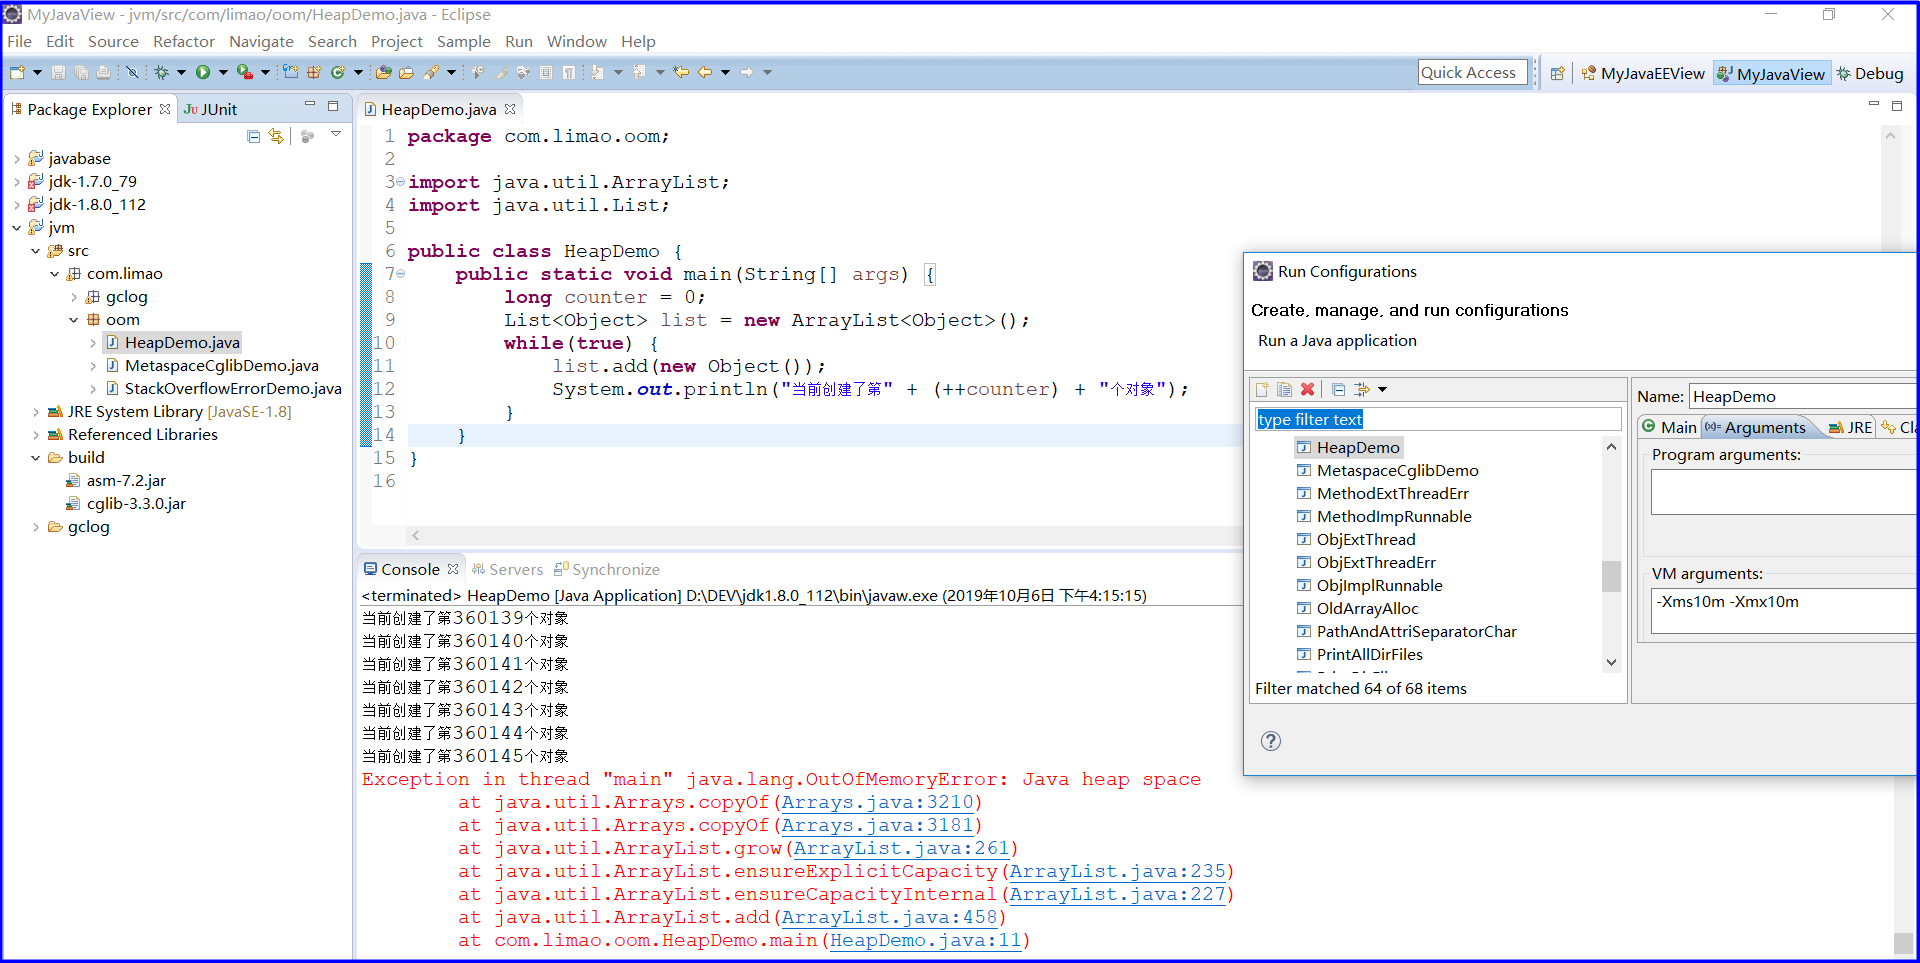 MyJavaView - jvm/src/com/limao/oom/HeapDemo.java - Eclipse
File Edit Source Refactor Navigate Search Project Sample Run Window Help
Quick Access
MyJavaEEView
MyJavaView
Debug
Package Explorer
JUnit
javabase
jdk-1.7.0_79
jdk-1.8.0_112
jvm
src
com.limao
gclog
oom
HeapDemo.java
MetaspaceCglibDemo.java
StackOverflowErrorDemo.java
JRE System Library [JavaSE-1.8]
Referenced Libraries
build
asm-7.2.jar
cglib-3.3.0.jar
gclog
HeapDemo.java
1 package com.limao.oom;
2
3 import java.util.ArrayList;
4 import java.util.List;
5
6 public class HeapDemo {
7 public static void main(String[] args) {
8 long counter = 0;
9 List<Object> list = new ArrayList<Object>();
10 while(true) {
11 list.add(new Object());
12 System.out.println("当前创建了第" + (++counter) + "个对象");
13 }
14 }
15 }
16
Console
Servers
Synchronize
<terminated> HeapDemo [Java Application] D:\DEV\jdk1.8.0_112\bin\javaw.exe (2019年10月6日 下午4:15:15)
当前创建了第360139个对象
当前创建了第360140个对象
当前创建了第360141个对象
当前创建了第360142个对象
当前创建了第360143个对象
当前创建了第360144个对象
当前创建了第360145个对象
Exception in thread "main" java.lang.OutOfMemoryError: Java heap space
at java.util.Arrays.copyOf(Arrays.java:3210)
at java.util.Arrays.copyOf(Arrays.java:3181)
at java.util.ArrayList.grow(ArrayList.java:261)
at java.util.ArrayList.ensureExplicitCapacity(ArrayList.java:235)
at java.util.ArrayList.ensureCapacityInternal(ArrayList.java:227)
at java.util.ArrayList.add(ArrayList.java:458)
at com.limao.oom.HeapDemo.main(HeapDemo.java:11)
Run Configurations
Create, manage, and run configurations
Run a Java application
type filter text
HeapDemo
MetaspaceCglibDemo
MethodExtThreadErr
MethodImpRunnable
ObjExtThread
ObjExtThreadErr
ObjImplRunnable
OldArrayAlloc
PathAndAttriSeparatorChar
PrintAllDirFiles
Filter matched 64 of 68 items
Name: HeapDemo
Main
Arguments
JRE
Cla
Program arguments:
VM arguments:
-Xms10m -Xmx10m